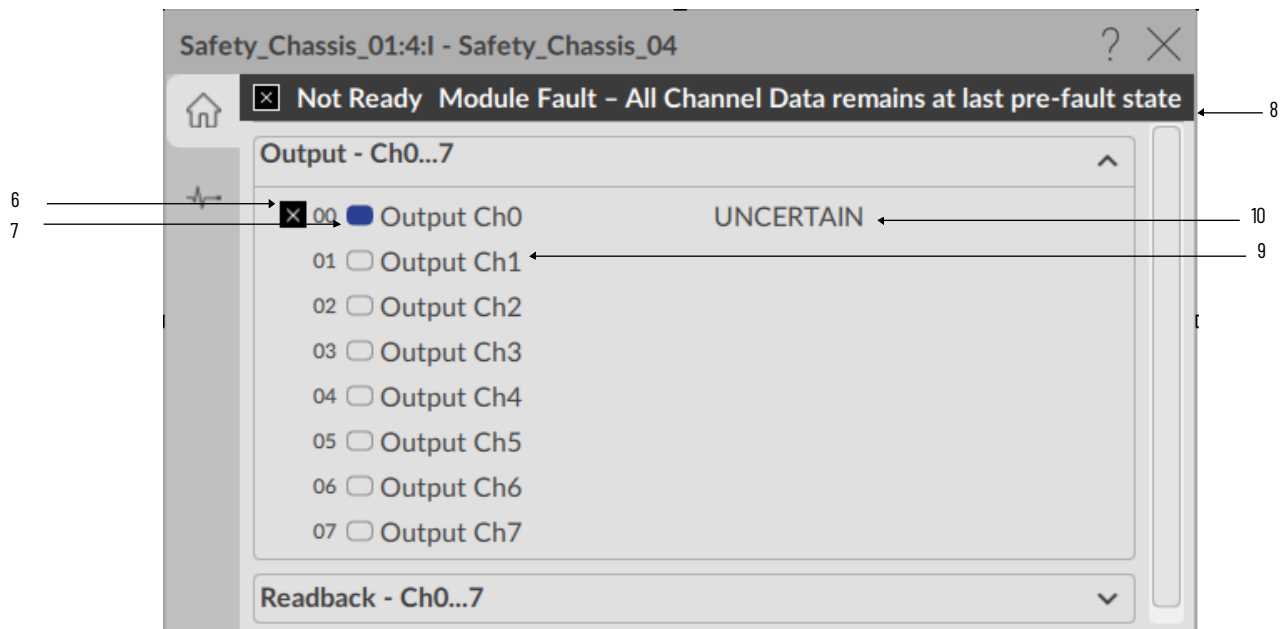 Safety_Chassis_01:4:I - Safety_Chassis_04 ?
Not Ready Module Fault – All Channel Data remains at last pre-fault state
8
Output - Ch0...7
6
00 Output Ch0 UNCERTAIN
10
7
01 Output Ch1
9
02 Output Ch2
03 Output Ch3
04 Output Ch4
05 Output Ch5
06 Output Ch6
07 Output Ch7
Readback - Ch0...7